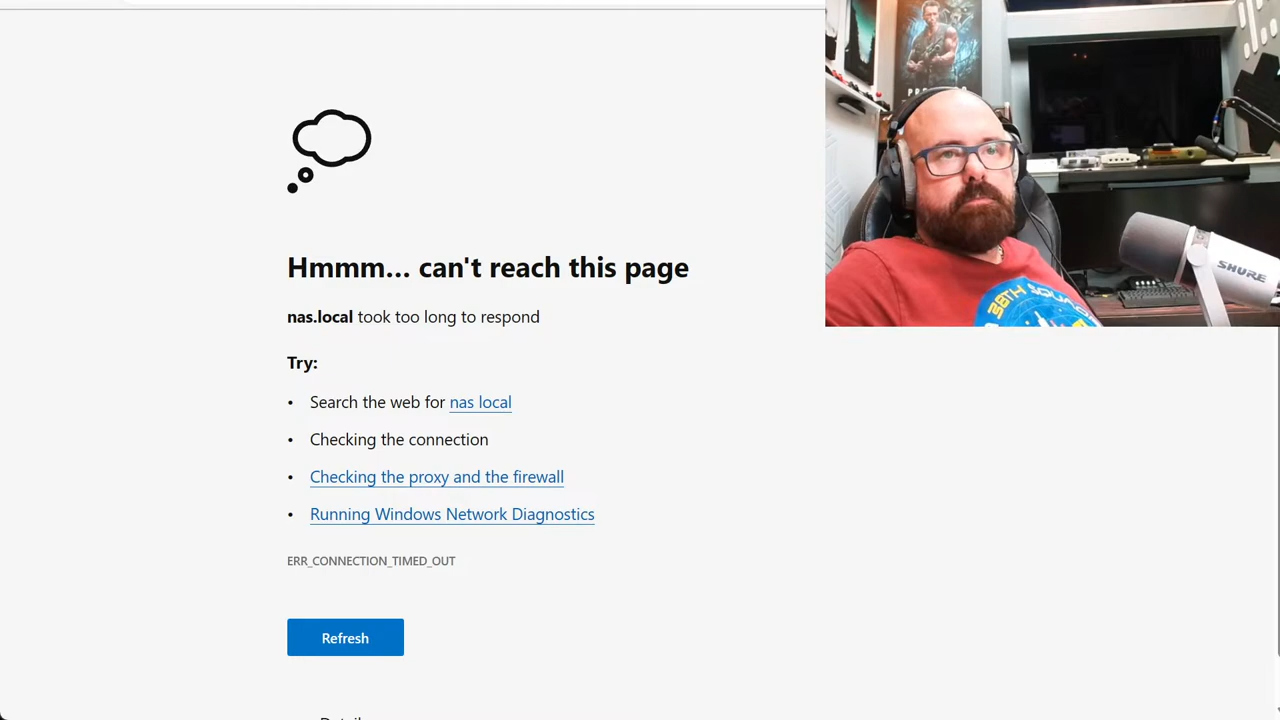 Hmmm... can't reach this page
nas.local took too long to respond
Try:
• Search the web for nas local
• Checking the connection
• Checking the proxy and the firewall
• Running Windows Network Diagnostics
ERR_CONNECTION_TIMED_OUT
Refresh
SHURE
38TH